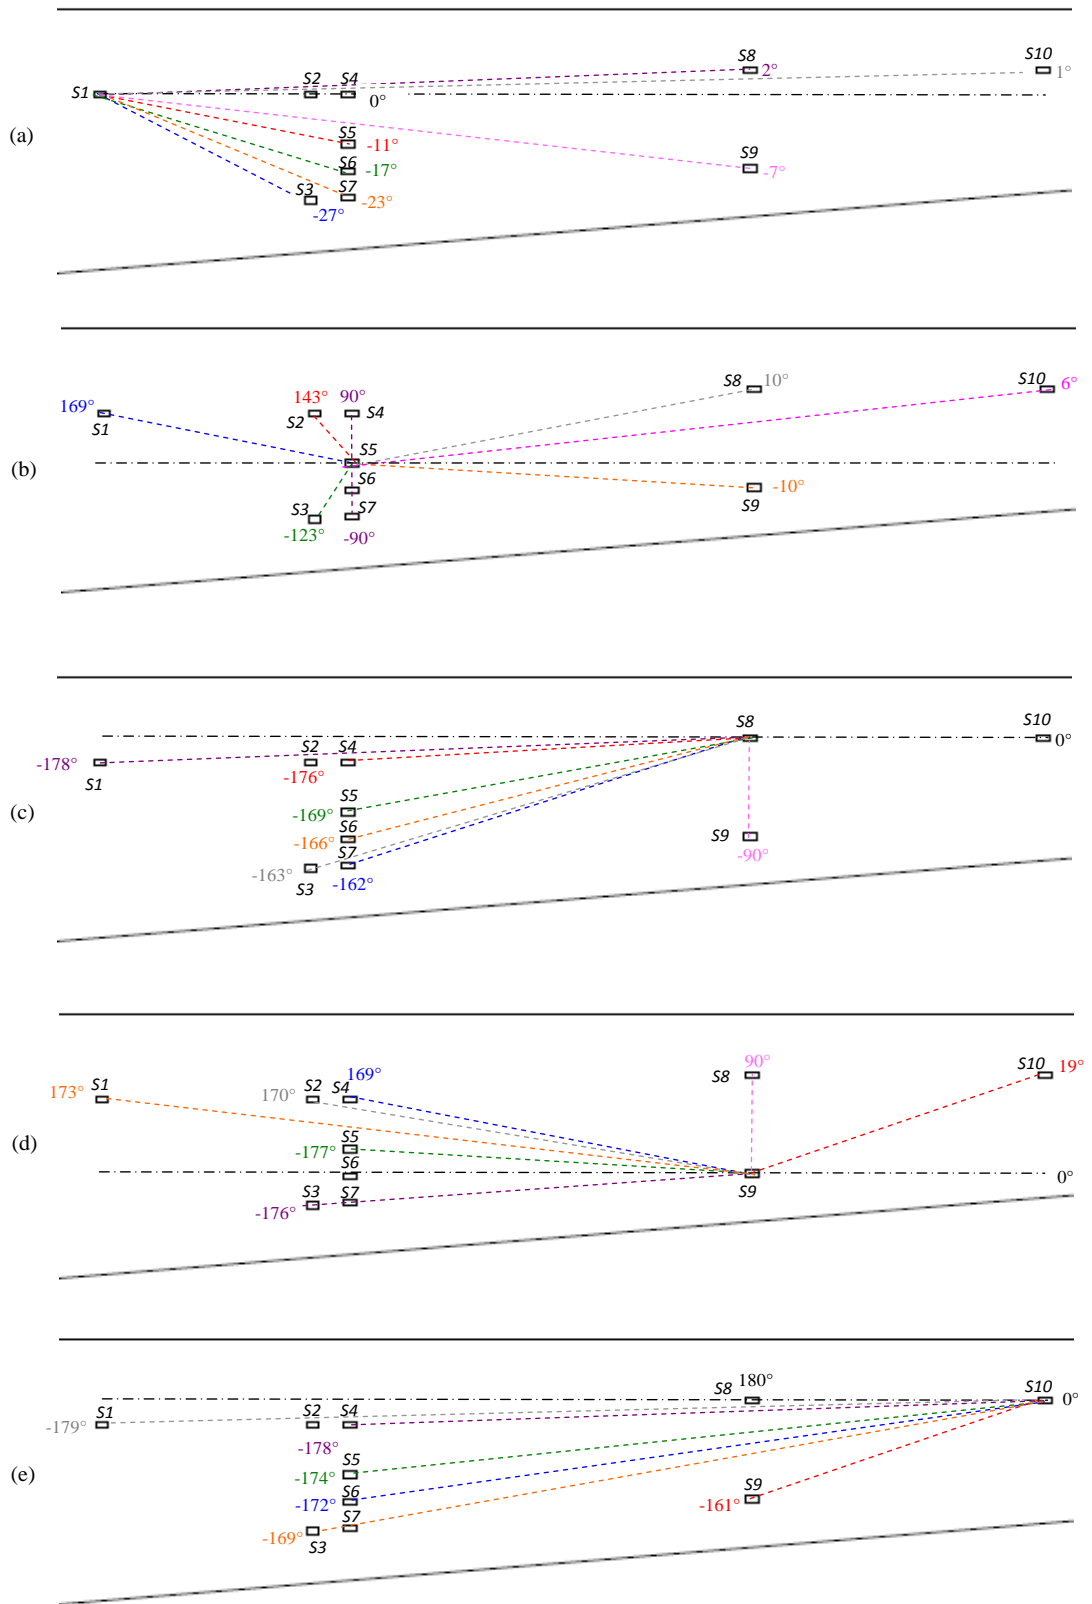 S8
S10
S2 S4
2°
1°
S1
0°
(a)
S5
-11°
S9
S6
-17°
-7°
S3 S7
-23°
-27°
S8 10°
S10 6°
143° 90°
169°
S2
S4
S1
S5
(b)
S6
-10°
S3
S7
S9
-123°
-90°
S8
S10
S2 S4
0°
-178°
-176°
S1
S5
(c)
-169°
S6
S9
-166°
S7
-90°
-163°
-162°
S3
169°
90°
S10 19°
173° S1
170° S2 S4
S8
S5
(d)
-177°
S6
0°
S3 S7
S9
-176°
180°
S8
S10
0°
S1
S2 S4
-179°
-178°
S5
(e)
-174°
S6
S9
-172°
-161°
S7
-169°
S3